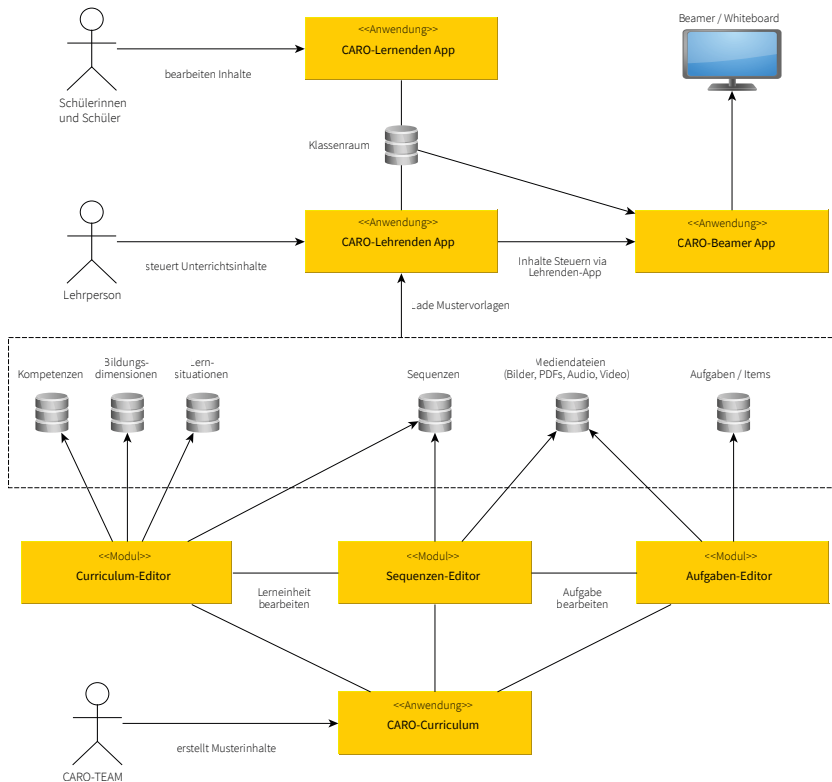 <<Anwendung>>
CARO-Lernenden App
Beamer / Whiteboard
bearbeiten Inhalte
Schülerinnen
und Schüler
Klassenraum
<<Anwendung>>
CARO-Lehrenden App
<<Anwendung>>
CARO-Beamer App
steuert Unterrichtsinhalte
Inhalte Steuern via
Lehrenden-App
Lehrperson
Lade Mustervorlagen
Kompetenzen
Bildungs-
dimensionen
Lern-
situationen
Sequenzen
Mediendateien
(Bilder, PDFs, Audio, Video)
Aufgaben / Items
<<Modul>>
Curriculum-Editor
<<Modul>>
Sequenzen-Editor
<<Modul>>
Aufgaben-Editor
Lerneinheit
bearbeiten
Aufgabe
bearbeiten
<<Anwendung>>
CARO-Curriculum
erstellt Musterinhalte
CARO-TEAM